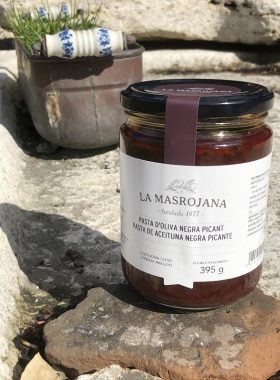 LA MASROJANA
fundada 1977
PASTA D'OLIVA NEGRA PICANT
PASTA DE ACEITUNA NEGRA PICANTE
395 g